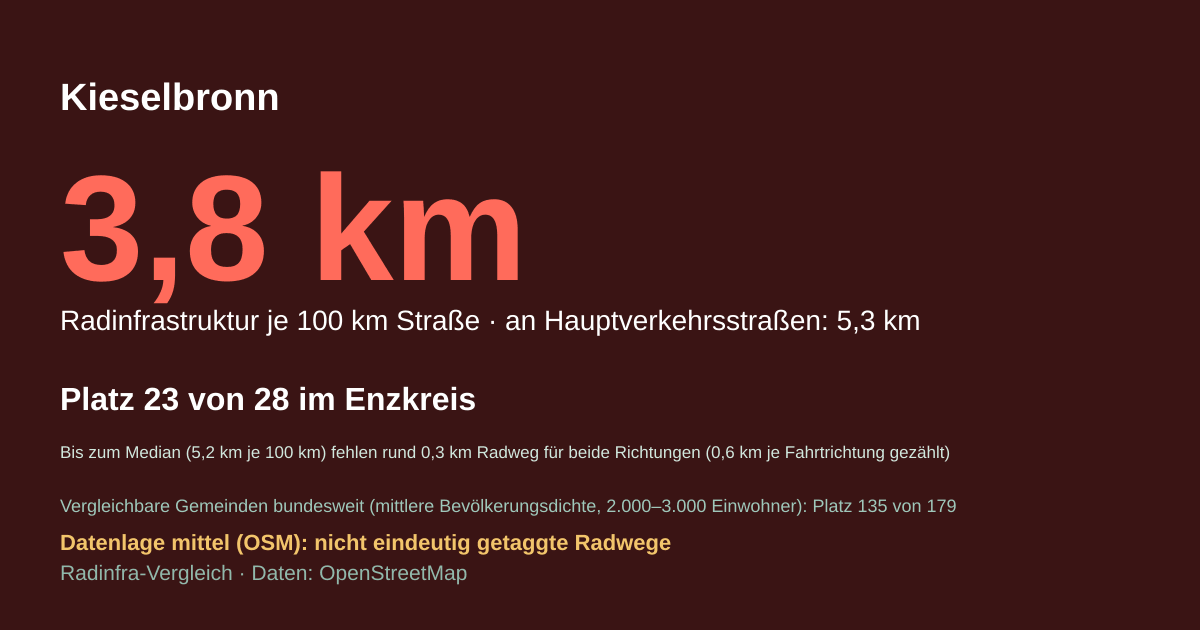 Kieselbronn
3,8 km
Radinfrastruktur je 100 km Straße · an Hauptverkehrsstraßen: 5,3 km
Platz 23 von 28 im Enzkreis
Bis zum Median (5,2 km je 100 km) fehlen rund 0,3 km Radweg für beide Richtungen (0,6 km je Fahrtrichtung gezählt)
Vergleichbare Gemeinden bundesweit (mittlere Bevölkerungsdichte, 2.000–3.000 Einwohner): Platz 135 von 179
Datenlage mittel (OSM): nicht eindeutig getaggte Radwege
Radinfra-Vergleich · Daten: OpenStreetMap